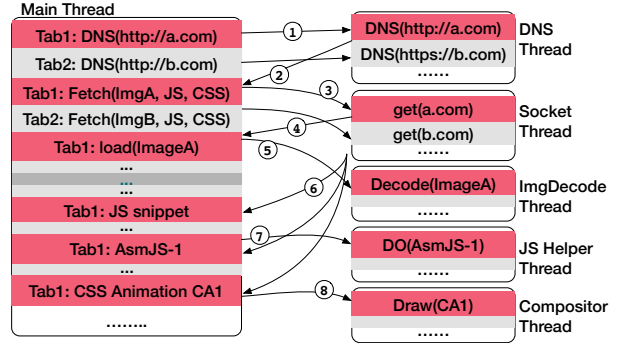 Main Thread
Tab1: DNS(http://a.com)
Tab2: DNS(http://b.com)
Tab1: Fetch(ImgA, JS, CSS)
Tab2: Fetch(ImgB, JS, CSS)
Tab1: load(ImageA)
...
...
...
Tab1: JS snippet
...
Tab1: AsmJS-1
...
Tab1: CSS Animation CA1
........
1
2
3
4
5
6
7
8
DNS(http://a.com)
DNS(https://b.com)
......
DNS
Thread
get(a.com)
get(b.com)
......
Socket
Thread
Decode(ImageA)
......
ImgDecode
Thread
DO(AsmJS-1)
......
JS Helper
Thread
Draw(CA1)
......
Compositor
Thread